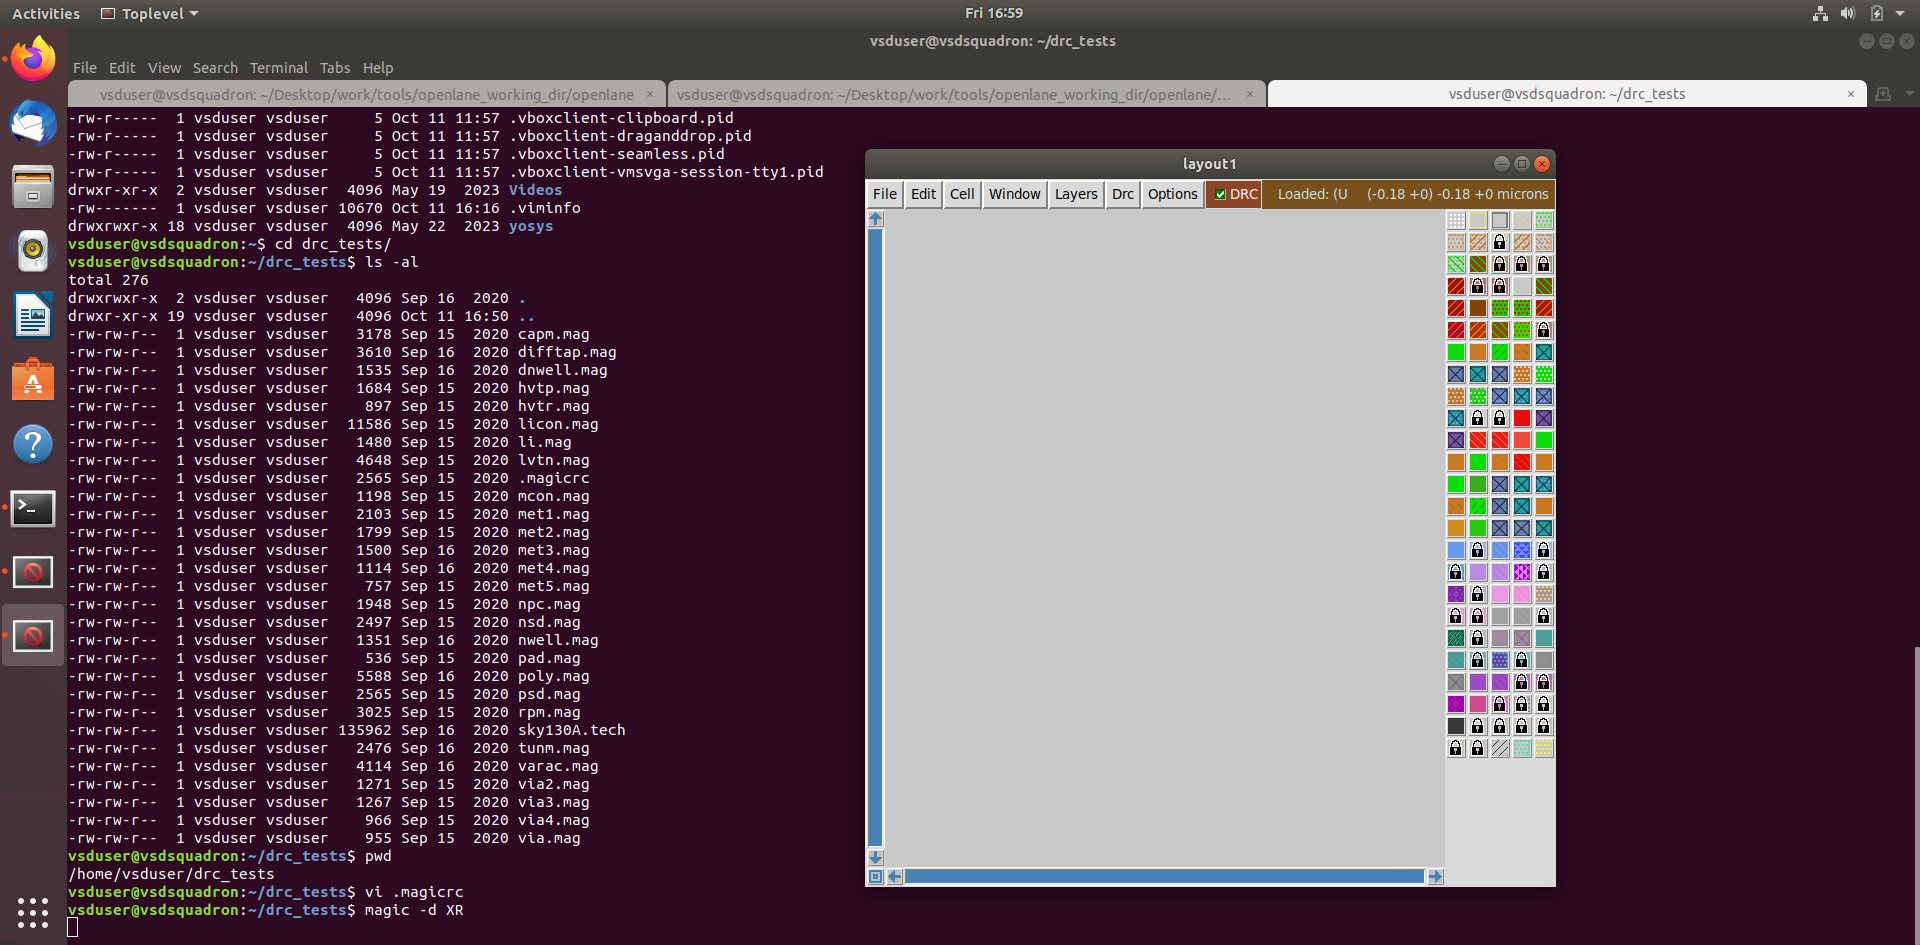 Activities Toplevel Fri 16:59
vsduser@vsdsquadron: ~/drc_tests
File Edit View Search Terminal Tabs Help
vsduser@vsdsquadron: ~/Desktop/work/tools/openlane_working_dir/openlane × vsduser@vsdsquadron: ~/Desktop/work/tools/openlane_working_dir/openlane/... × vsduser@vsdsquadron: ~/drc_tests ×
-rw-r----- 1 vsduser vsduser 5 Oct 11 11:57 .vboxclient-clipboard.pid
-rw-r----- 1 vsduser vsduser 5 Oct 11 11:57 .vboxclient-draganddrop.pid
-rw-r----- 1 vsduser vsduser 5 Oct 11 11:57 .vboxclient-seamless.pid
-rw-r----- 1 vsduser vsduser 5 Oct 11 11:57 .vboxclient-vmsvga-session-tty1.pid
drwxr-xr-x 2 vsduser vsduser 4096 May 19 2023 Videos
-rw------- 1 vsduser vsduser 10670 Oct 11 16:16 .viminfo
drwxrwxr-x 18 vsduser vsduser 4096 May 22 2023 yosys
vsduser@vsdsquadron:~$ cd drc_tests/
vsduser@vsdsquadron:~/drc_tests$ ls -al
total 276
drwxrwxr-x 2 vsduser vsduser 4096 Sep 16 2020 .
drwxr-xr-x 19 vsduser vsduser 4096 Oct 11 16:50 ..
-rw-rw-r-- 1 vsduser vsduser 3178 Sep 15 2020 capm.mag
-rw-rw-r-- 1 vsduser vsduser 3610 Sep 16 2020 difftap.mag
-rw-rw-r-- 1 vsduser vsduser 1535 Sep 16 2020 dnwell.mag
-rw-rw-r-- 1 vsduser vsduser 1684 Sep 15 2020 hvtp.mag
-rw-rw-r-- 1 vsduser vsduser 897 Sep 15 2020 hvtr.mag
-rw-rw-r-- 1 vsduser vsduser 11586 Sep 15 2020 licon.mag
-rw-rw-r-- 1 vsduser vsduser 1480 Sep 15 2020 li.mag
-rw-rw-r-- 1 vsduser vsduser 4648 Sep 15 2020 lvtn.mag
-rw-rw-r-- 1 vsduser vsduser 2565 Sep 15 2020 .magicrc
-rw-rw-r-- 1 vsduser vsduser 1198 Sep 15 2020 mcon.mag
-rw-rw-r-- 1 vsduser vsduser 2103 Sep 15 2020 met1.mag
-rw-rw-r-- 1 vsduser vsduser 1799 Sep 15 2020 met2.mag
-rw-rw-r-- 1 vsduser vsduser 1500 Sep 16 2020 met3.mag
-rw-rw-r-- 1 vsduser vsduser 1114 Sep 16 2020 met4.mag
-rw-rw-r-- 1 vsduser vsduser 757 Sep 15 2020 met5.mag
-rw-rw-r-- 1 vsduser vsduser 1948 Sep 15 2020 npc.mag
-rw-rw-r-- 1 vsduser vsduser 2497 Sep 15 2020 nsd.mag
-rw-rw-r-- 1 vsduser vsduser 1351 Sep 16 2020 nwell.mag
-rw-rw-r-- 1 vsduser vsduser 536 Sep 15 2020 pad.mag
-rw-rw-r-- 1 vsduser vsduser 5588 Sep 16 2020 poly.mag
-rw-rw-r-- 1 vsduser vsduser 2565 Sep 15 2020 psd.mag
-rw-rw-r-- 1 vsduser vsduser 3025 Sep 15 2020 rpm.mag
-rw-rw-r-- 1 vsduser vsduser 135962 Sep 16 2020 sky130A.tech
-rw-rw-r-- 1 vsduser vsduser 2476 Sep 15 2020 tunm.mag
-rw-rw-r-- 1 vsduser vsduser 4114 Sep 16 2020 varac.mag
-rw-rw-r-- 1 vsduser vsduser 1271 Sep 15 2020 via2.mag
-rw-rw-r-- 1 vsduser vsduser 1267 Sep 15 2020 via3.mag
-rw-rw-r-- 1 vsduser vsduser 966 Sep 15 2020 via4.mag
-rw-rw-r-- 1 vsduser vsduser 955 Sep 15 2020 via.mag
vsduser@vsdsquadron:~/drc_tests$ pwd
/home/vsduser/drc_tests
vsduser@vsdsquadron:~/drc_tests$ vi .magicrc
vsduser@vsdsquadron:~/drc_tests$ magic -d XR
layout1
File Edit Cell Window Layers Drc Options DRC Loaded: (U (-0.18 +0) -0.18 +0 microns